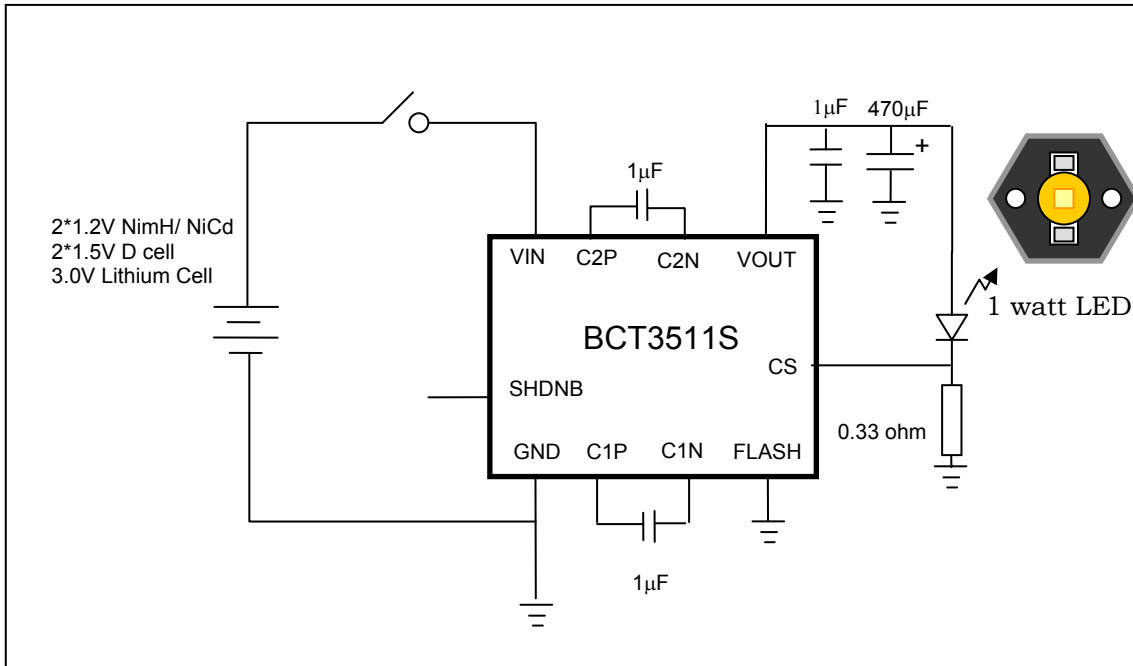 1μF 470μF
+
1μF
2*1.2V NimH/ NiCd
2*1.5V D cell
3.0V Lithium Cell
VIN C2P C2N VOUT
1 watt LED
BCT3511S
CS
SHDNB
0.33 ohm
GND C1P C1N FLASH
1μF